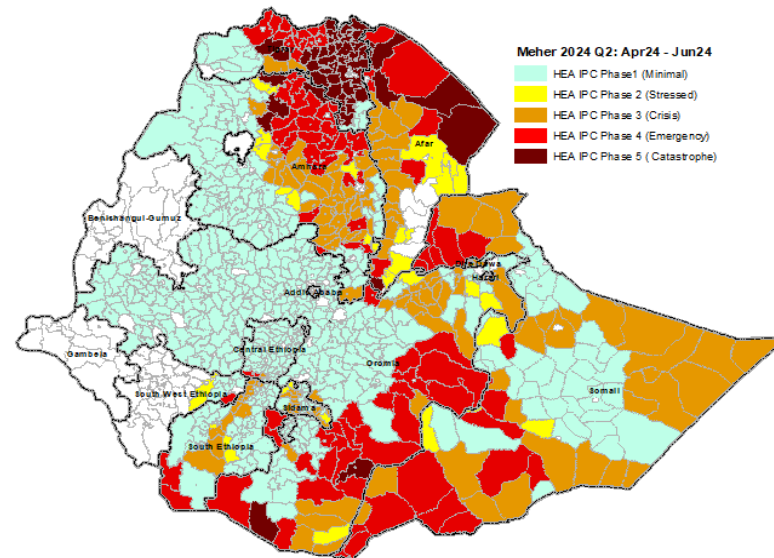 Meher 2024 Q2: Apr24 - Jun24
HEA IPC Phase1 (Minimal)
HEA IPC Phase 2 (Stressed)
HEA IPC Phase 3 (Crisis)
HEA IPC Phase 4 (Emergency)
HEA IPC Phase 5 ( Catastrophe)
Afar
Amhara
Benishangul-Gumuz
Harari
Addis Ababa
Central Ethiopia
Gambela
Oromia
South West Ethiopia
Somali
Sidama
South Ethiopia